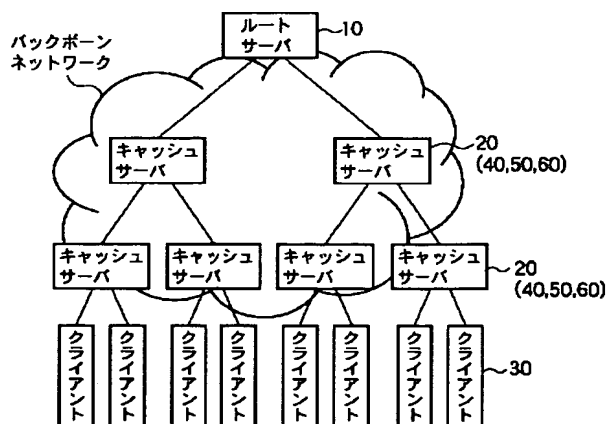 ルート
サーバ
10
バックボーン
ネットワーク
キャッシュ
サーバ
キャッシュ
サーバ
20
(40,50,60)
キャッシュ
サーバ
キャッシュ
サーバ
キャッシュ
サーバ
キャッシュ
サーバ
20
(40,50,60)
クライアント
クライアント
クライアント
クライアント
クライアント
クライアント
クライアント
クライアント
30